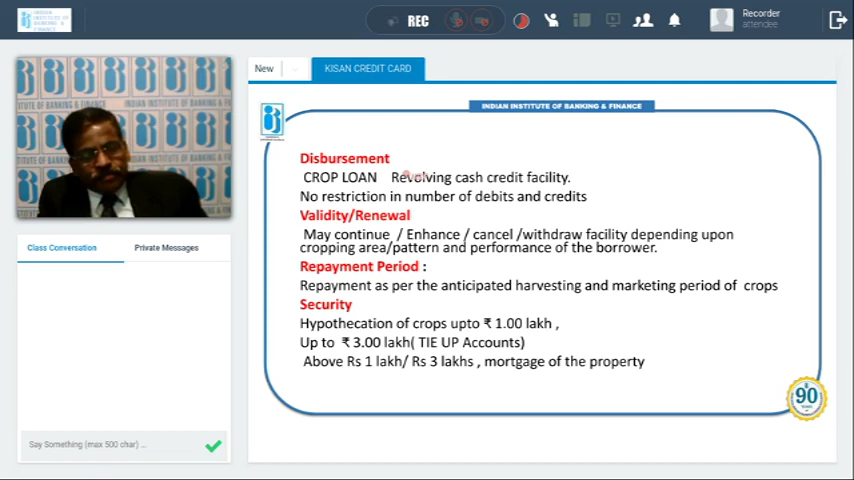 INDIAN
INSTITUTE OF
BANKING &
FINANCE
REC
Recorder
attendee
New
KISAN CREDIT CARD
INDIAN INSTITUTE OF BANKING & FINANCE
Disbursement
CROP LOAN Revolving cash credit facility.
No restriction in number of debits and credits
Validity/Renewal
May continue / Enhance / cancel /withdraw facility depending upon
cropping area/pattern and performance of the borrower.
Repayment Period :
Repayment as per the anticipated harvesting and marketing period of crops
Security
Hypothecation of crops upto ₹ 1.00 lakh ,
Up to ₹ 3.00 lakh( TIE UP Accounts)
Above Rs 1 lakh/ Rs 3 lakhs , mortgage of the property
90
Class Conversation
Private Messages
Say Something (max 500 char) ...